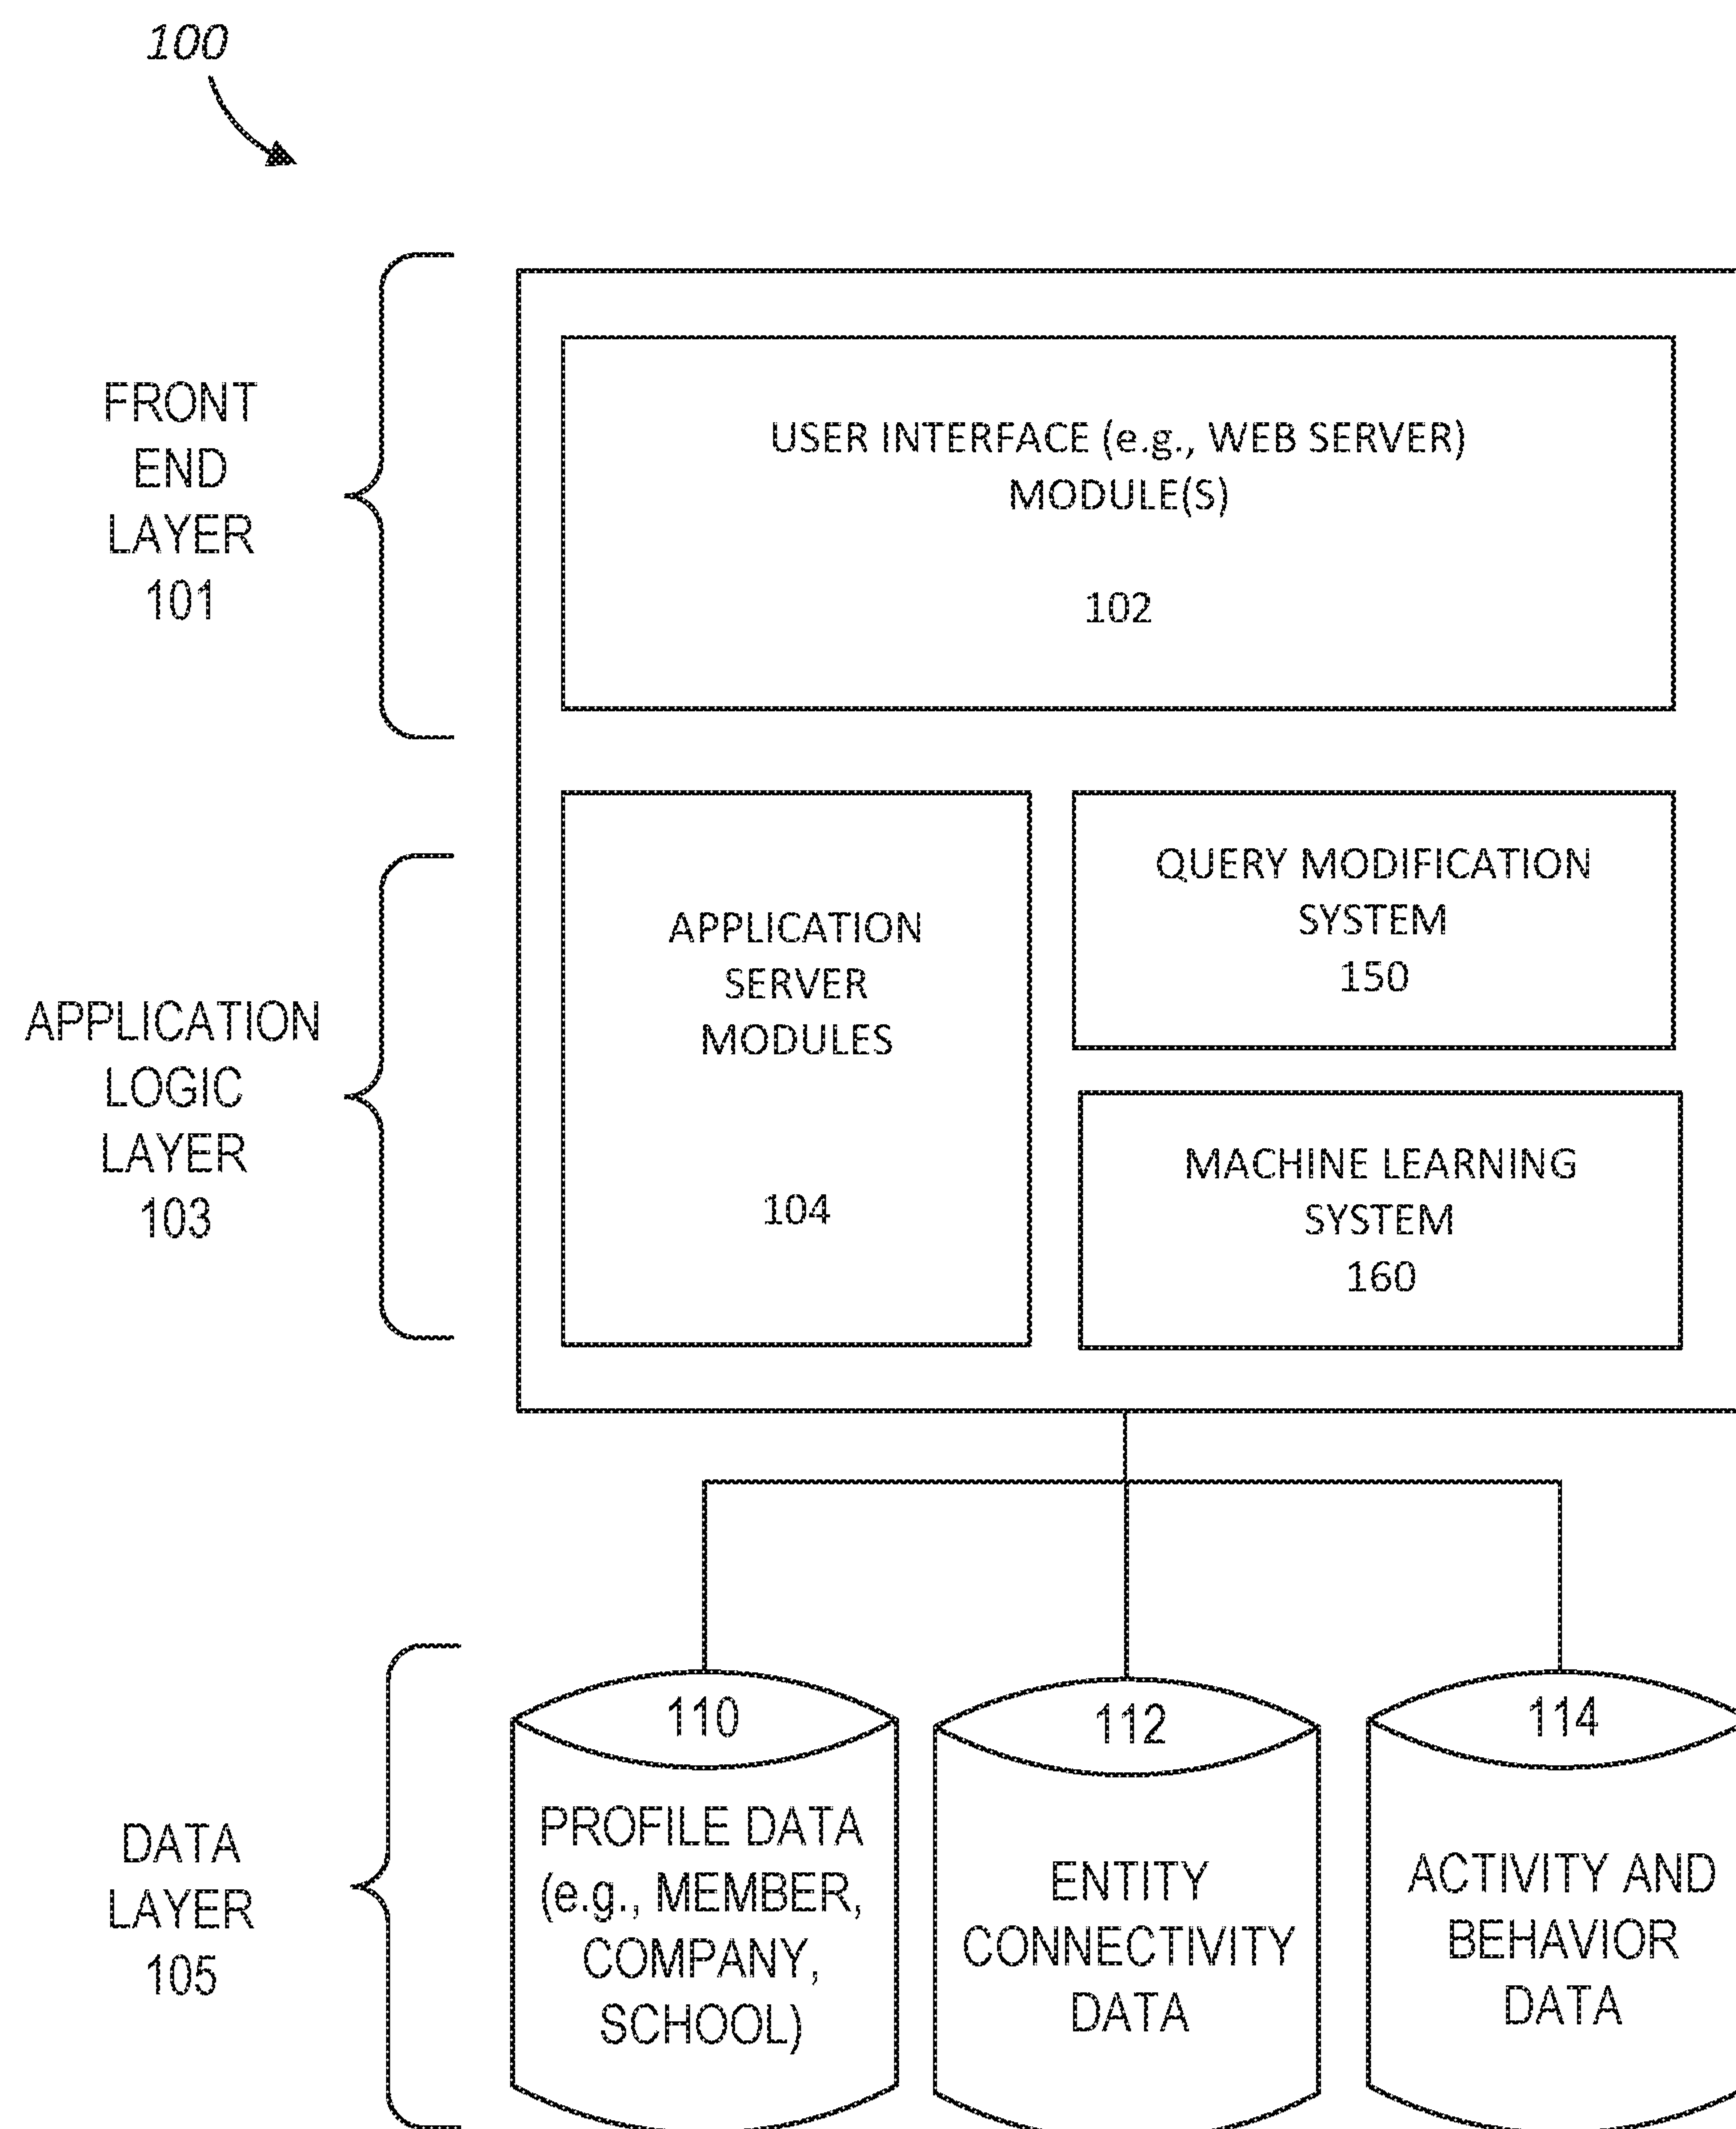 100
FRONT
END
LAYER
101
USER INTERFACE (e.g., WEB SERVER)
MODULE(S)
102
APPLICATION
LOGIC
LAYER
103
APPLICATION
SERVER
MODULES
104
QUERY MODIFICATION
SYSTEM
150
MACHINE LEARNING
SYSTEM
160
DATA
LAYER
105
110
PROFILE DATA
(e.g., MEMBER,
COMPANY,
SCHOOL)
112
ENTITY
CONNECTIVITY
DATA
114
ACTIVITY AND
BEHAVIOR
DATA